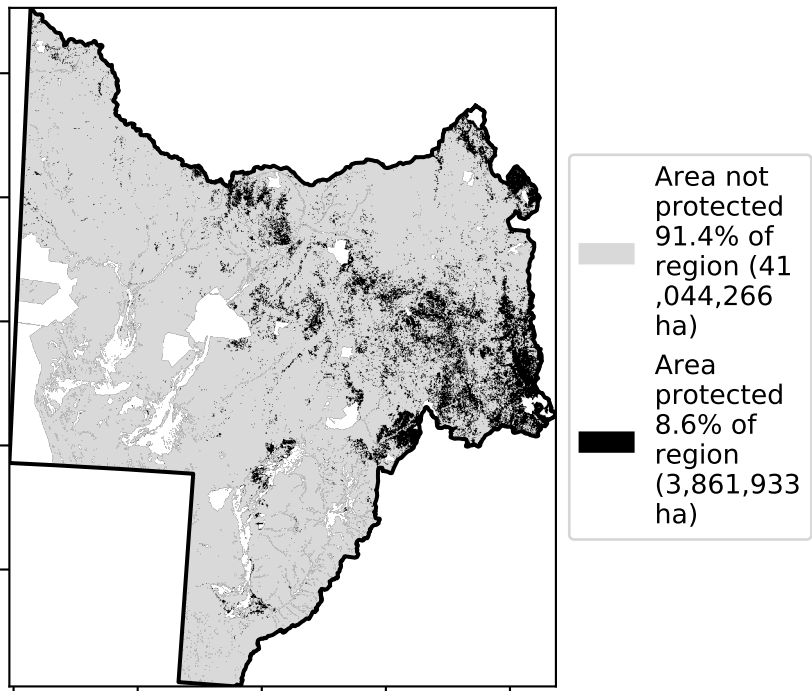 Area not
protected
91.4% of
region (41
,044,266
ha)
Area
protected
8.6% of
region
(3,861,933
ha)